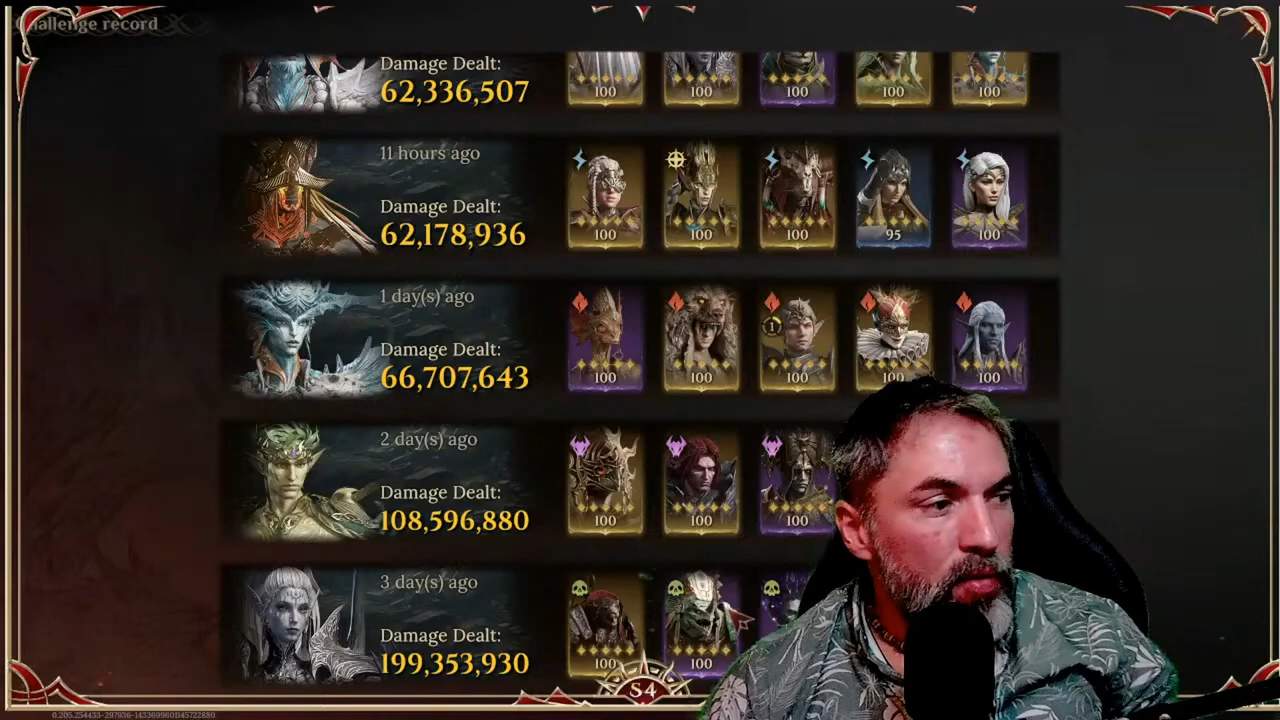 Challenge record
Damage Dealt:
62,336,507
100 100 100 100 100
11 hours ago
Damage Dealt:
62,178,936
100 100 100 95 100
1 day(s) ago
Damage Dealt:
66,707,643
1
100 100 100 100 100
2 day(s) ago
Damage Dealt:
108,596,880
100 100 100
3 day(s) ago
Damage Dealt:
199,353,930
100 100
S4